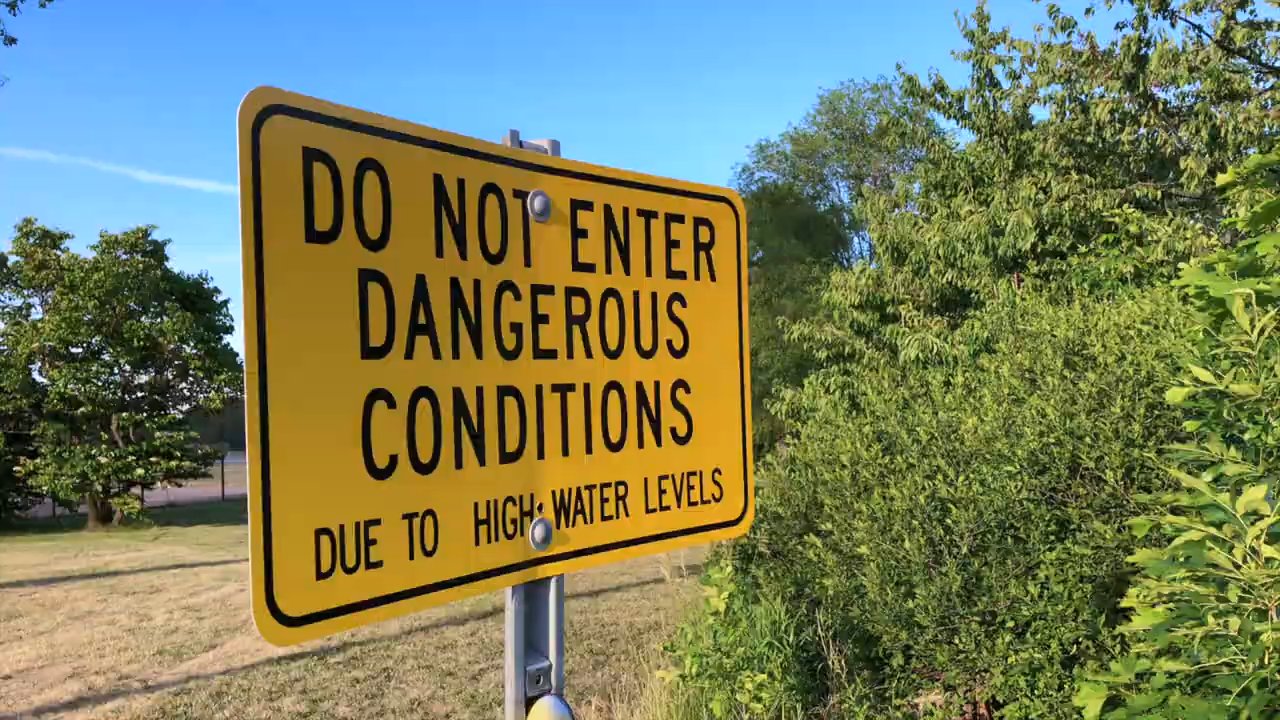 DO NOT ENTER
DANGEROUS
CONDITIONS
DUE TO HIGH WATER LEVELS